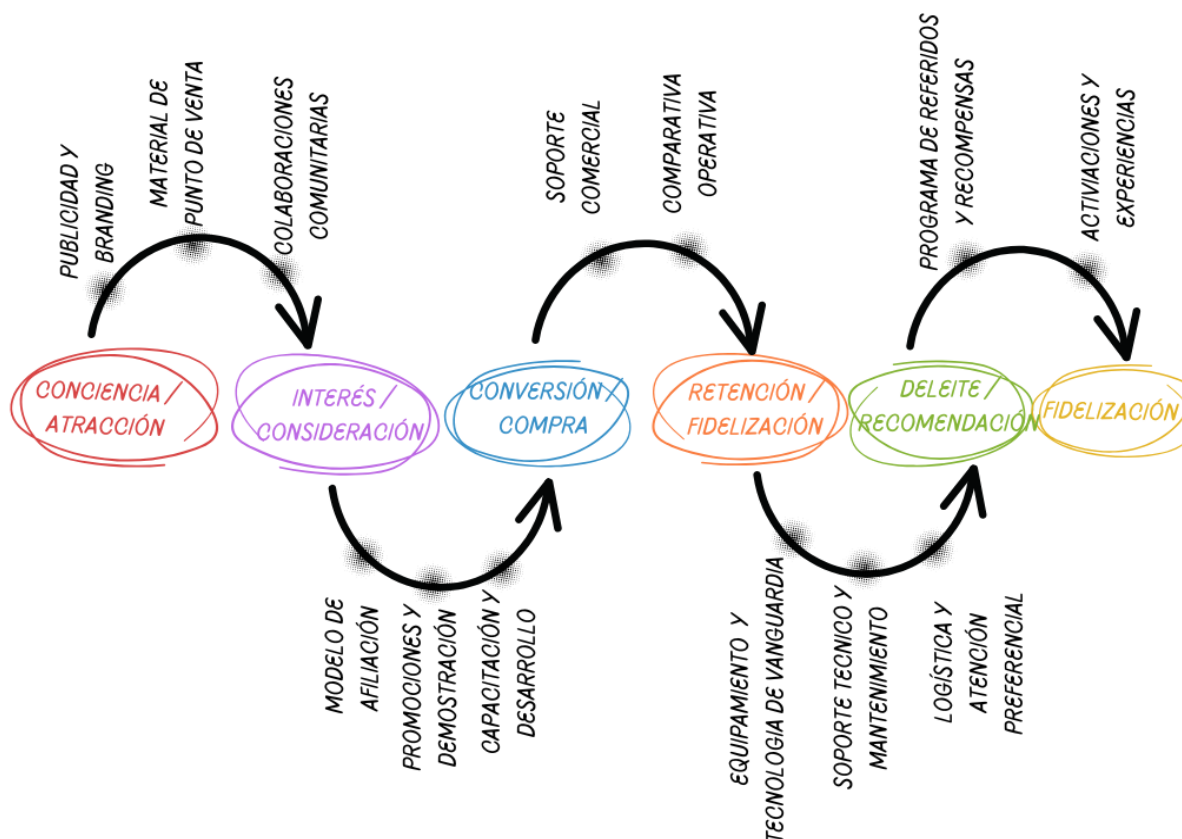 PUBLICIDAD Y
BRANDING
MATERIAL DE
PUNTO DE VENTA
COLABORACIONES
COMUNITARIAS
SOPORTE
COMERCIAL
COMPARATIVA
OPERATIVA
PROGRAMA DE REFERIDOS
Y RECOMPENSAS
ACTIVIACIONES Y
EXPERIENCIAS
CONCIENCIA /
ATRACCIÓN
INTERÉS /
CONSIDERACIÓN
CONVERSIÓN /
COMPRA
RETENCIÓN /
FIDELIZACIÓN
DELEITE /
RECOMENDACIÓN
FIDELIZACIÓN
MODELO DE
AFILIACIÓN
PROMOCIONES Y
DEMOSTRACIÓN
CAPACITACIÓN Y
DESARROLLO
EQUIPAMIENTO Y
TECNOLOGIA DE VANGUARDIA
SOPORTE TECNICO Y
MANTENIMIENTO
LOGÍSTICA Y
ATENCIÓN
PREFERENCIAL